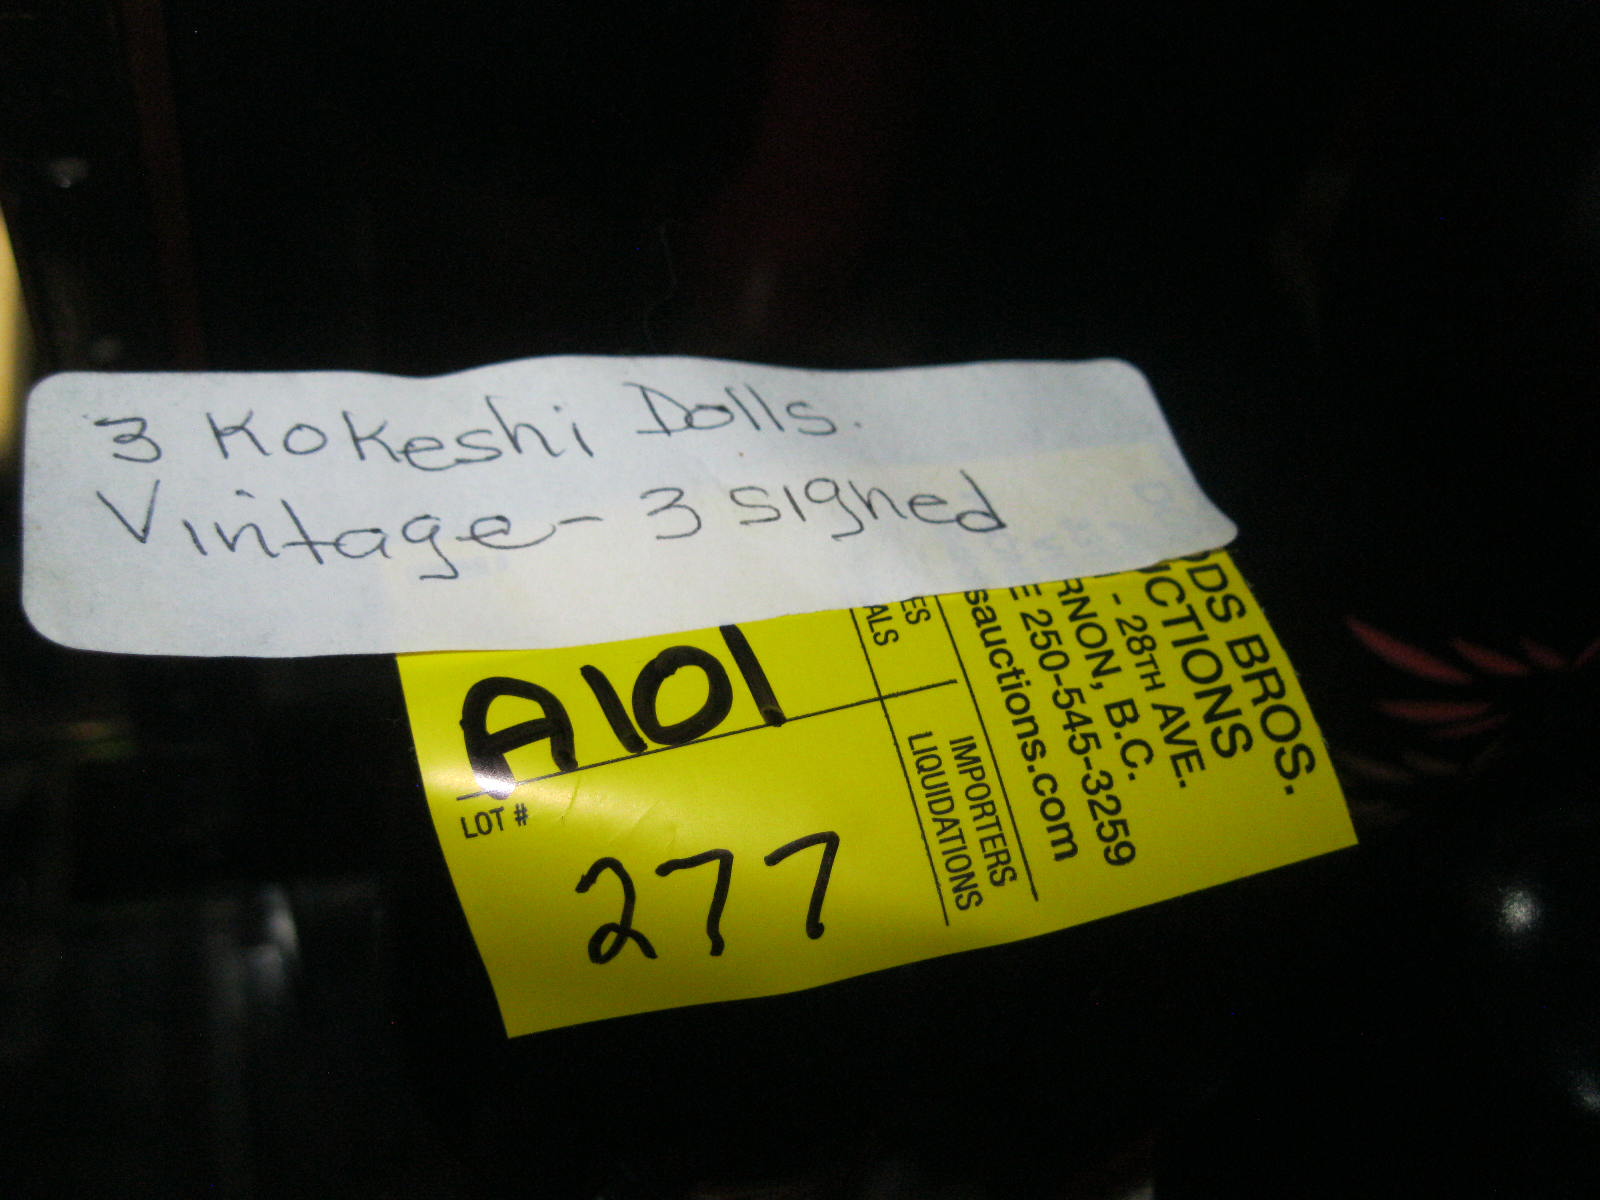 3 Kokeshi Dolls.
Vintage - 3 signed
A101
LOT #
277
ODS BROS.
CTIONS
- 28TH AVE.
RNON, B.C.
E 250-545-3259
sauctions.com
ES
ALS
IMPORTERS
LIQUIDATIONS